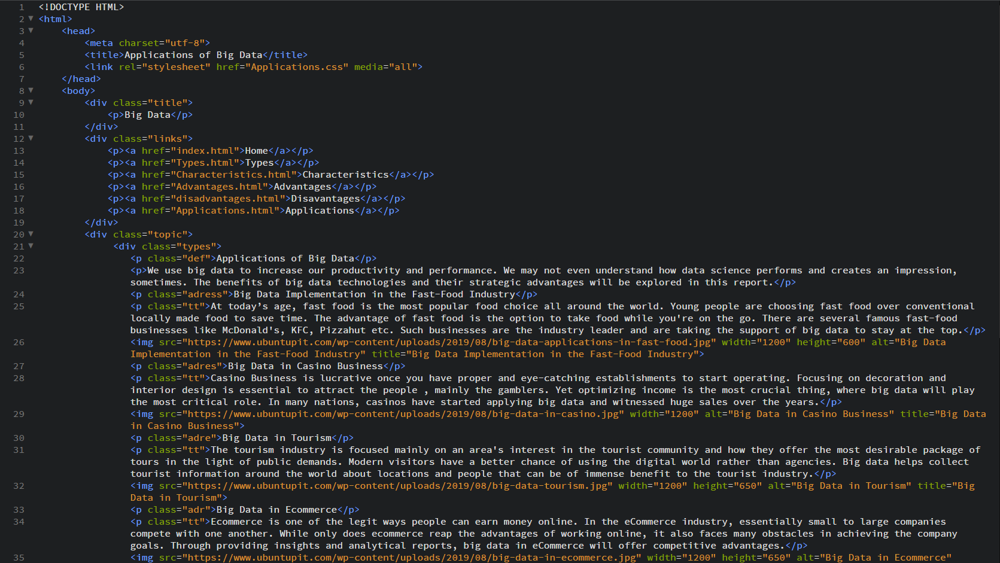 1 <!DOCTYPE HTML>
2 <html>
3 <head>
4 <meta charset="utf-8">
5 <title>Applications of Big Data</title>
6 <link rel="stylesheet" href="Applications.css" media="all">
7 </head>
8 <body>
9 <div class="title">
10 <p>Big Data</p>
11 </div>
12 <div class="links">
13 <p><a href="index.html">Home</a></p>
14 <p><a href="Types.html">Types</a></p>
15 <p><a href="Characteristics.html">Characteristics</a></p>
16 <p><a href="Advantages.html">Advantages</a></p>
17 <p><a href="disadvantages.html">Disavantages</a></p>
18 <p><a href="Applications.html">Applications</a></p>
19 </div>
20 <div class="topic">
21 <div class="types">
22 <p class="def">Applications of Big Data</p>
23 <p>We use big data to increase our productivity and performance. We may not even understand how data science performs and creates an impression,
sometimes. The benefits of big data technologies and their strategic advantages will be explored in this report.</p>
24 <p class="adress">Big Data Implementation in the Fast-Food Industry</p>
25 <p class="tt">At today’s age, fast food is the most popular food choice all around the world. Young people are choosing fast food over conventional
locally made food to save time. The advantage of fast food is the option to take food while you're on the go. There are several famous fast-food
businesses like McDonald's, KFC, Pizzahut etc. Such businesses are the industry leader and are taking the support of big data to stay at the top.</p>
26 <img src="https://www.ubuntupit.com/wp-content/uploads/2019/08/big-data-applications-in-fast-food.jpg" width="1200" height="600" alt="Big Data
Implementation in the Fast-Food Industry" title="Big Data Implementation in the Fast-Food Industry">
27 <p class="adres">Big Data in Casino Business</p>
28 <p class="tt">Casino Business is lucrative once you have proper and eye-catching establishments to start operating. Focusing on decoration and
interior design is essential to attract the people , mainly the gamblers. Yet optimizing income is the most crucial thing, where big data will play
the most critical role. In many nations, casinos have started applying big data and witnessed huge sales over the years.</p>
29 <img src="https://www.ubuntupit.com/wp-content/uploads/2019/08/big-data-in-casino.jpg" width="1200" alt="Big Data in Casino Business" title="Big Data
in Casino Business">
30 <p class="adre">Big Data in Tourism</p>
31 <p class="tt">The tourism industry is focused mainly on an area's interest in the tourist community and how they offer the most desirable package of
tours in the light of public demands. Modern visitors have a better chance of using the digital world rather than agencies. Big data helps collect
tourist information around the world about locations and people that can be of immense benefit to the tourist industry.</p>
32 <img src="https://www.ubuntupit.com/wp-content/uploads/2019/08/big-data-tourism.jpg" width="1200" height="650" alt="Big Data in Tourism" title="Big
Data in Tourism">
33 <p class="adr">Big Data in Ecommerce</p>
34 <p class="tt">Ecommerce is one of the legit ways people can earn money online. In the eCommerce industry, essentially small to large companies
compete with one another. While only does ecommerce reap the advantages of working online, it also faces many obstacles in achieving the company
goals. Through providing insights and analytical reports, big data in eCommerce will offer competitive advantages.</p>
35 <img src="https://www.ubuntupit.com/wp-content/uploads/2019/08/big-data-in-ecommerce.jpg" width="1200" height="650" alt="Big Data in Ecommerce"